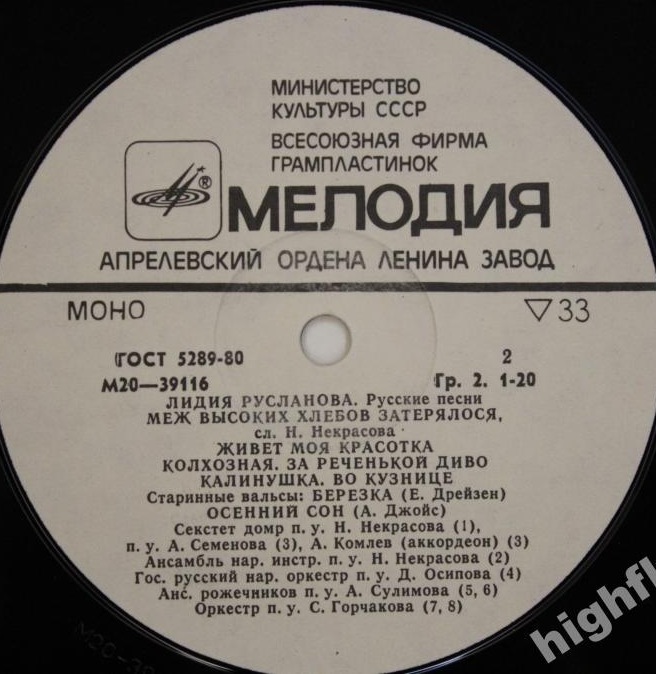 МИНИСТЕРСТВО
КУЛЬТУРЫ СССР
ВСЕСОЮЗНАЯ ФИРМА
ГРАМПЛАСТИНОК
®
МЕЛОДИЯ
АПРЕЛЕВСКИЙ ОРДЕНА ЛЕНИНА ЗАВОД
МОНО ▽33
ГОСТ 5289-80 2
М20—39116 Гр. 2. 1-20
ЛИДИЯ РУСЛАНОВА. Русские песни
МЕЖ ВЫСОКИХ ХЛЕБОВ ЗАТЕРЯЛОСЯ,
сл. Н. Некрасова
ЖИВЕТ МОЯ КРАСОТКА
КОЛХОЗНАЯ. ЗА РЕЧЕНЬКОЙ ДИВО
КАЛИНУШКА. ВО КУЗНИЦЕ
Старинные вальсы: БЕРЕЗКА (Е. Дрейзен)
ОСЕННИЙ СОН (А. Джойс)
Секстет домр п. у. Н. Некрасова (1),
п. у. А. Семенова (3), А. Комлев (аккордеон) (3)
Ансамбль нар. инстр. п. у. Н. Некрасова (2)
Гос. русский нар. оркестр п. у. Д. Осипова (4)
Анс. рожечников п. у. А. Сулимова (5, 6)
Оркестр п. у. С. Горчакова (7, 8)